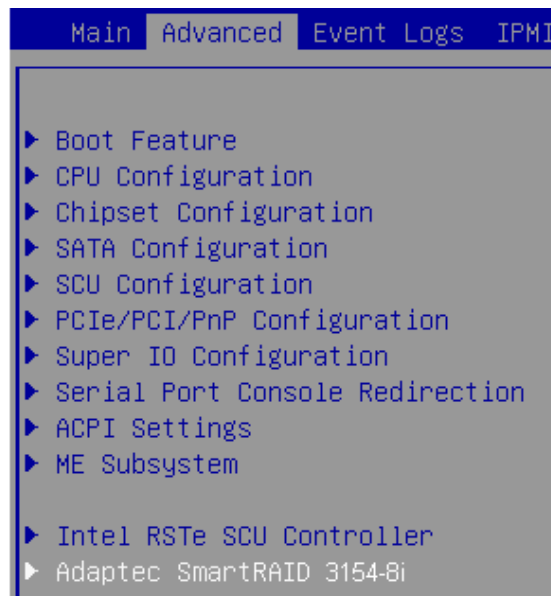 Main Advanced Event Logs IPMI
Boot Feature
CPU Configuration
Chipset Configuration
SATA Configuration
SCU Configuration
PCIe/PCI/PnP Configuration
Super IO Configuration
Serial Port Console Redirection
ACPI Settings
ME Subsystem
Intel RSTe SCU Controller
Adaptec SmartRAID 3154-8i